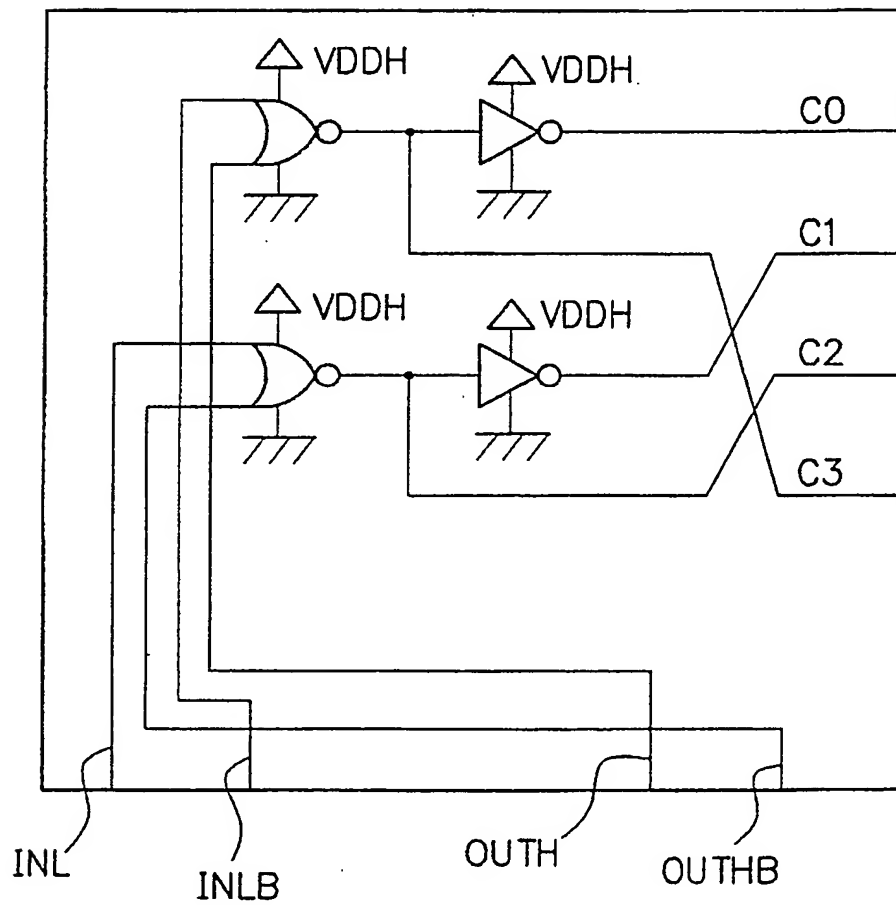 VDDH
VDDH
C0
C1
VDDH
VDDH
C2
C3
INL
INLB
OUTH
OUTHB